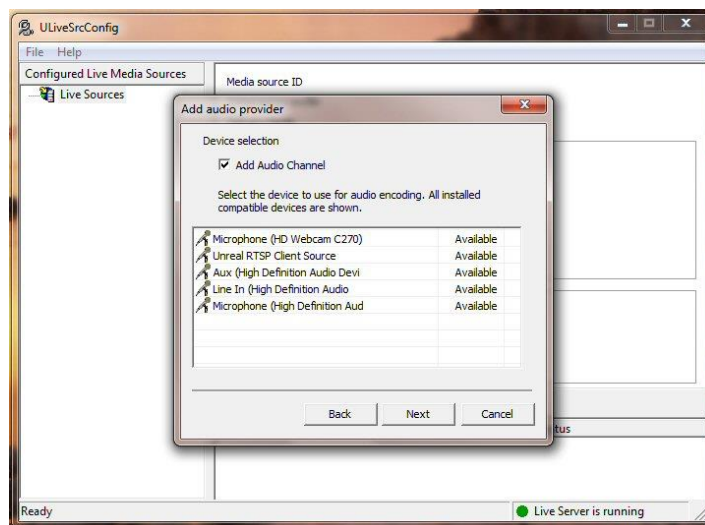 ULiveSrcConfig
File Help
Configured Live Media Sources
Live Sources
Media source ID
Add audio provider
Device selection
Add Audio Channel
Select the device to use for audio encoding. All installed
compatible devices are shown.
Microphone (HD Webcam C270) Available
Unreal RTSP Client Source Available
Aux (High Definition Audio Devi Available
Line In (High Definition Audio Available
Microphone (High Definition Aud Available
Back Next Cancel
tus
Ready Live Server is running